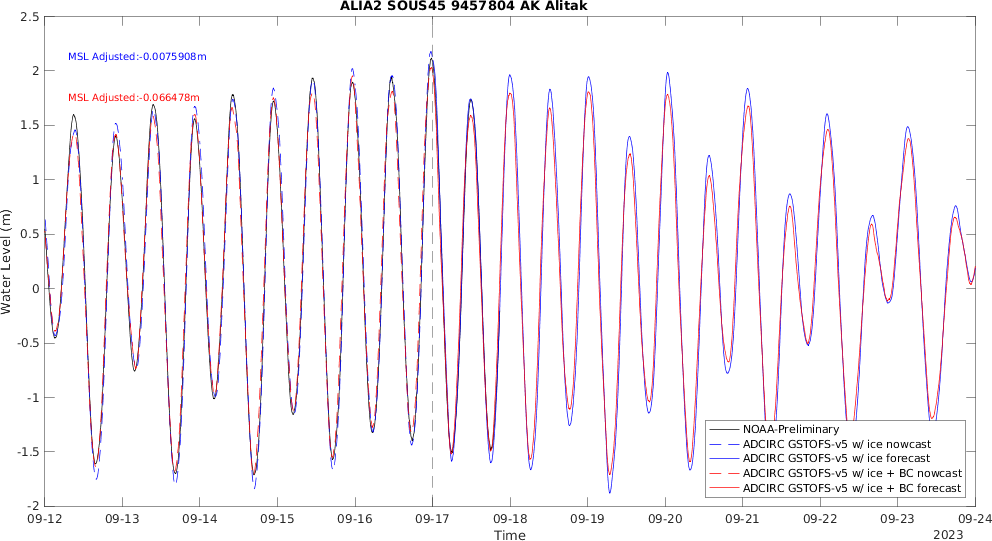 ALIA2 SOUS45 9457804 AK Alitak
2.5
2
1.5
1
0.5
0
-0.5
-1
-1.5
-2
Water Level (m)
MSL Adjusted:-0.0075908m
MSL Adjusted:-0.066478m
NOAA-Preliminary
ADCIRC GSTOFS-v5 w/ ice nowcast
ADCIRC GSTOFS-v5 w/ ice forecast
ADCIRC GSTOFS-v5 w/ ice + BC nowcast
ADCIRC GSTOFS-v5 w/ ice + BC forecast
09-12 09-13 09-14 09-15 09-16 09-17 09-18 09-19 09-20 09-21 09-22 09-23 09-24
Time
2023